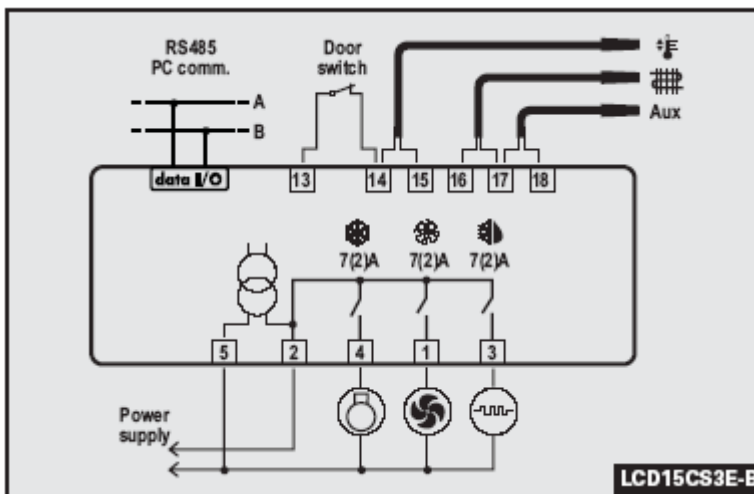 RS485
PC comm.
Door
switch
A
B
Aux
data I/O
13
14
15
16
17
18
7(2)A
7(2)A
7(2)A
5
2
4
1
3
Power
supply
LCD15CS3E-E